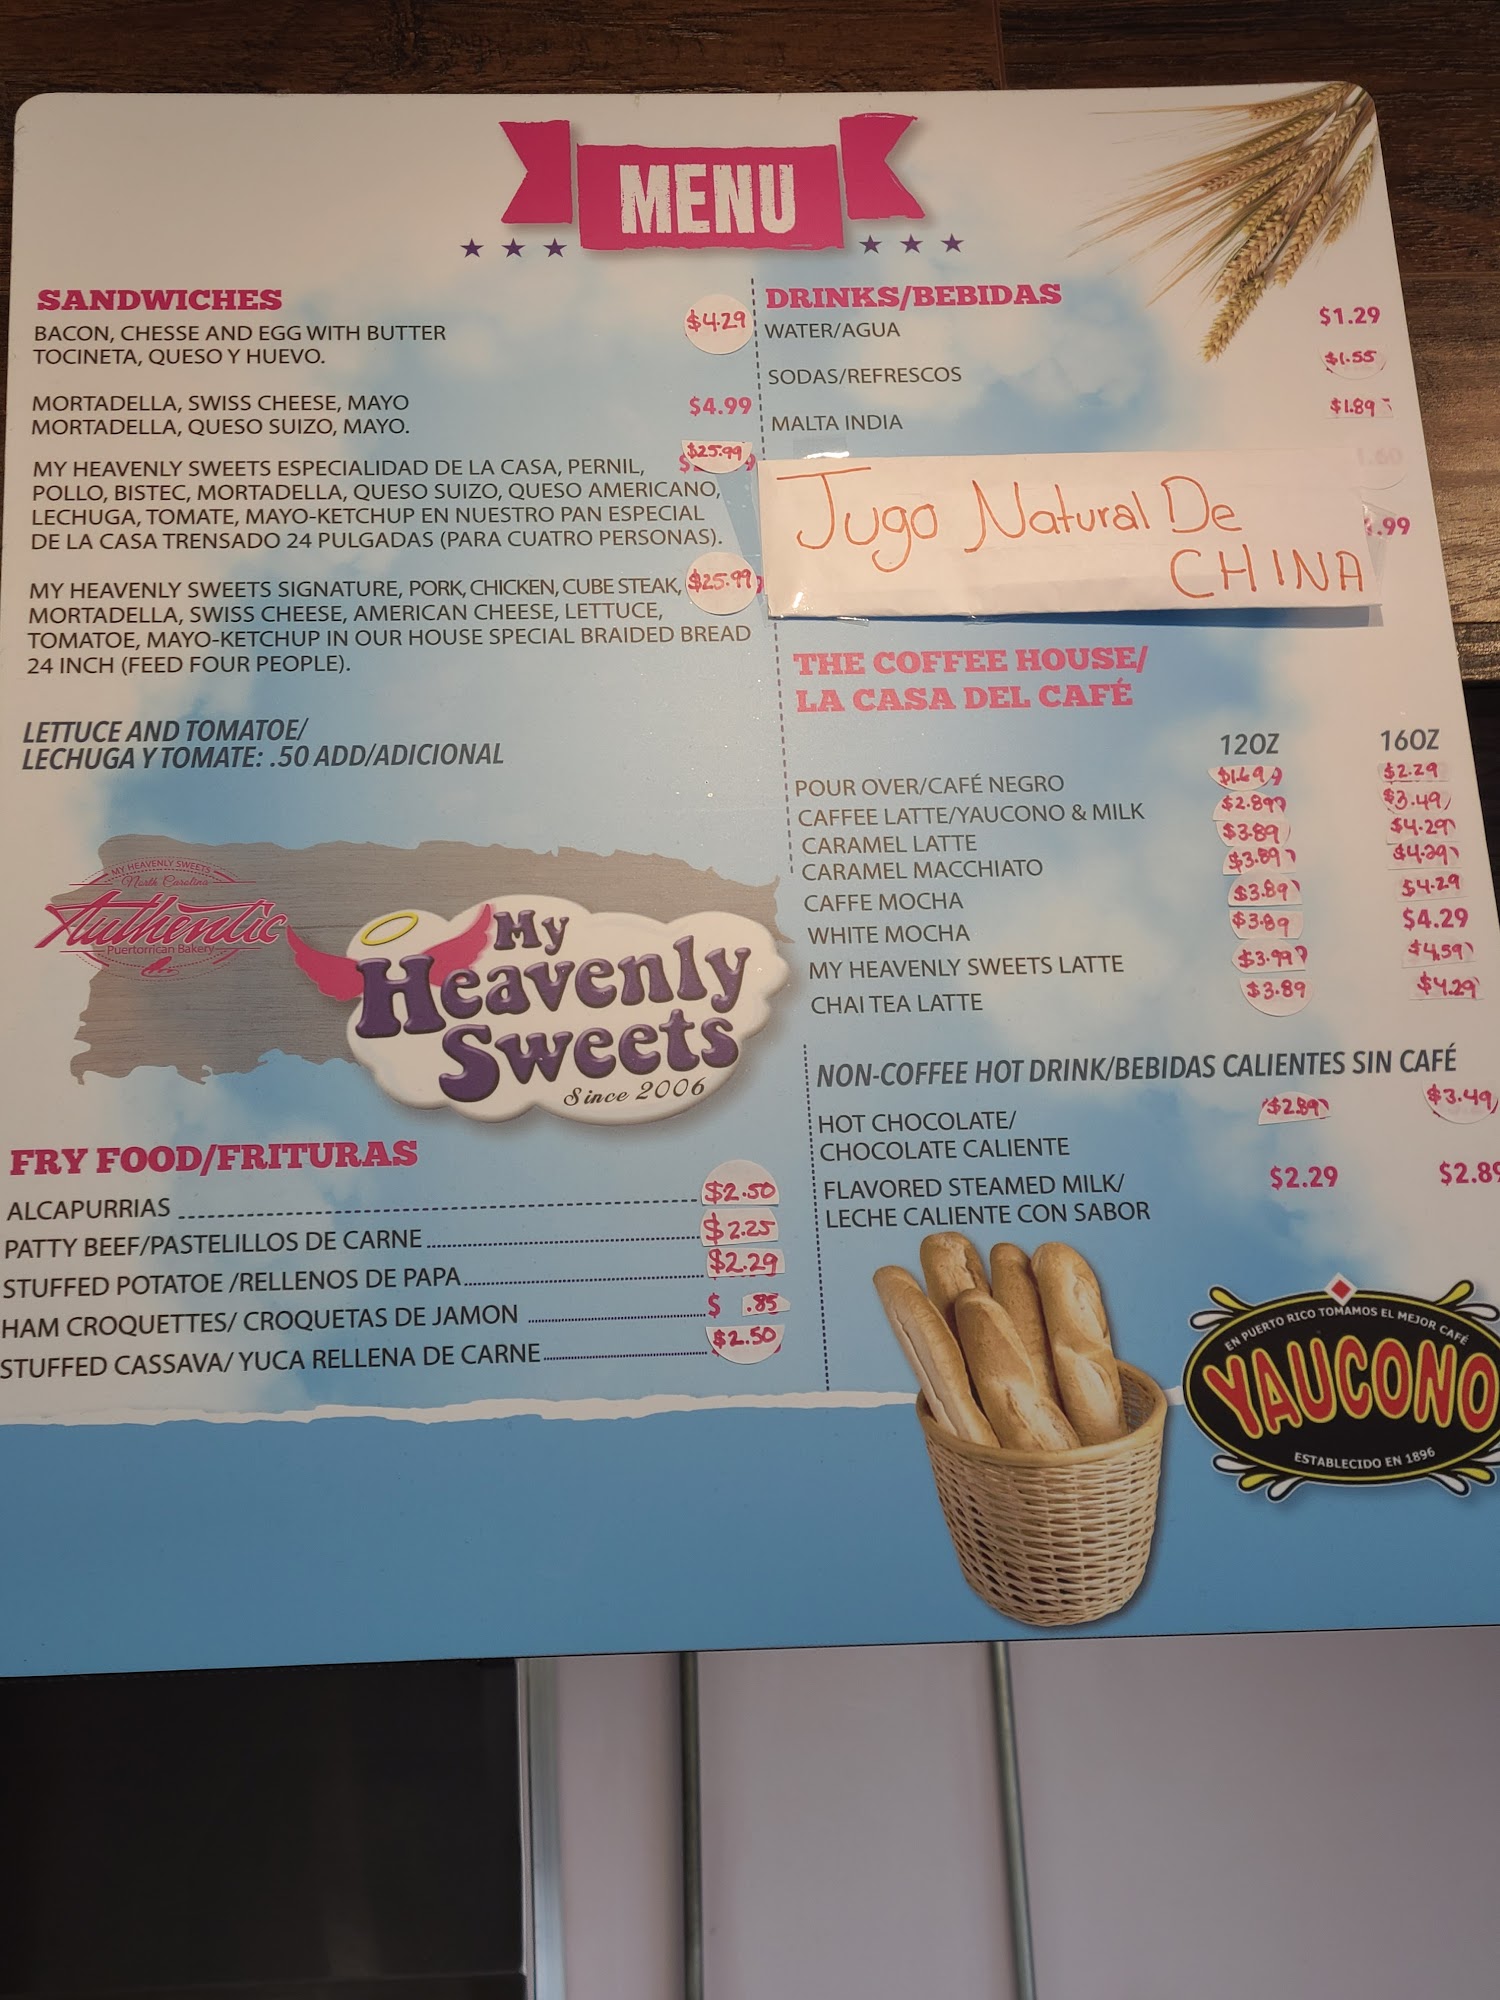 MENU
SANDWICHES
BACON, CHESSE AND EGG WITH BUTTER $4.29
TOCINETA, QUESO Y HUEVO.
MORTADELLA, SWISS CHEESE, MAYO $4.99
MORTADELLA, QUESO SUIZO, MAYO.
MY HEAVENLY SWEETS ESPECIALIDAD DE LA CASA, PERNIL, $25.99
POLLO, BISTEC, MORTADELLA, QUESO SUIZO, QUESO AMERICANO,
LECHUGA, TOMATE, MAYO-KETCHUP EN NUESTRO PAN ESPECIAL
DE LA CASA TRENSADO 24 PULGADAS (PARA CUATRO PERSONAS).
MY HEAVENLY SWEETS SIGNATURE, PORK, CHICKEN, CUBE STEAK, $25.99
MORTADELLA, SWISS CHEESE, AMERICAN CHEESE, LETTUCE,
TOMATOE, MAYO-KETCHUP IN OUR HOUSE SPECIAL BRAIDED BREAD
24 INCH (FEED FOUR PEOPLE).
LETTUCE AND TOMATOE/
LECHUGA Y TOMATE: .50 ADD/ADICIONAL
MY HEAVENLY SWEETS
North Carolina
Authentic
Puertorrican Bakery
My
Heavenly
Sweets
Since 2006
FRY FOOD/FRITURAS
ALCAPURRIAS $2.50
PATTY BEEF/PASTELILLOS DE CARNE $2.25
STUFFED POTATOE /RELLENOS DE PAPA $2.29
HAM CROQUETTES/ CROQUETAS DE JAMON $ .85
STUFFED CASSAVA/ YUCA RELLENA DE CARNE $2.50
DRINKS/BEBIDAS
WATER/AGUA $1.29
SODAS/REFRESCOS $1.55
MALTA INDIA $1.89
1.60
Jugo Natural De
CHINA
.99
THE COFFEE HOUSE/
LA CASA DEL CAFÉ
12OZ 16OZ
POUR OVER/CAFÉ NEGRO $1.69 $2.29
CAFFEE LATTE/YAUCONO & MILK $2.89 $3.49
CARAMEL LATTE $3.89 $4.29
CARAMEL MACCHIATO $3.89 $4.29
CAFFE MOCHA $3.89 $4.29
WHITE MOCHA $3.89 $4.29
MY HEAVENLY SWEETS LATTE $3.99 $4.59
CHAI TEA LATTE $3.89 $4.29
NON-COFFEE HOT DRINK/BEBIDAS CALIENTES SIN CAFÉ
HOT CHOCOLATE/ $2.89 $3.49
CHOCOLATE CALIENTE
FLAVORED STEAMED MILK/ $2.29 $2.89
LECHE CALIENTE CON SABOR
EN PUERTO RICO TOMAMOS EL MEJOR CAFÉ
YAUCONO
ESTABLECIDO EN 1896